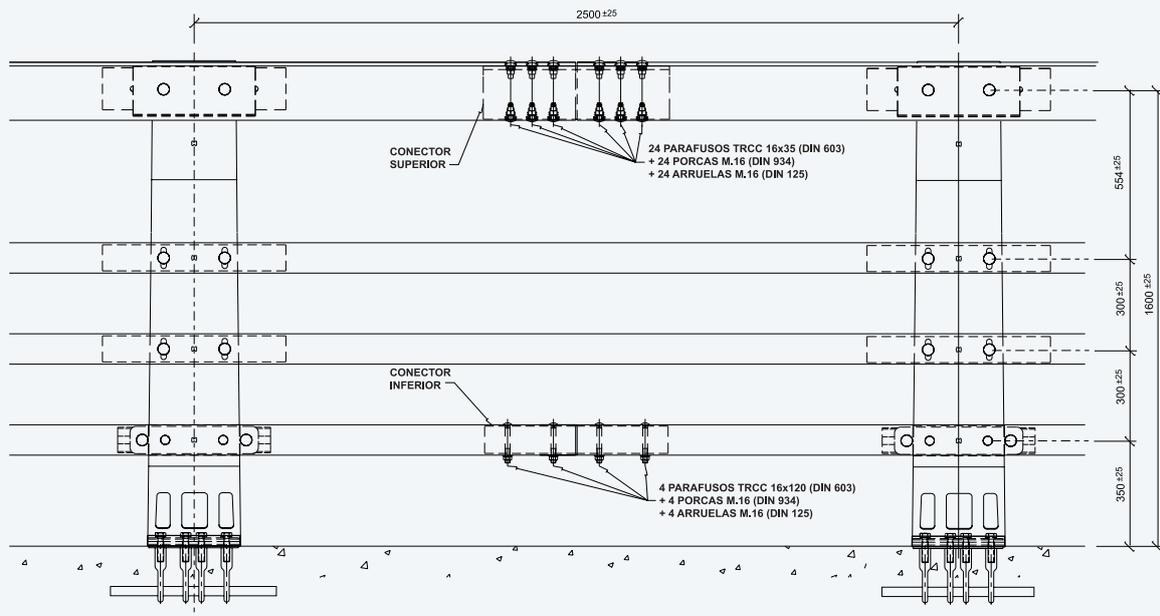 2500±25
CONECTOR
SUPERIOR
24 PARAFUSOS TRCC 16x35 (DIN 603)
+ 24 PORCAS M.16 (DIN 934)
+ 24 ARRUELAS M.16 (DIN 125)
554±25
300±25
1600±25
CONECTOR
INFERIOR
300±25
4 PARAFUSOS TRCC 16x120 (DIN 603)
+ 4 PORCAS M.16 (DIN 934)
+ 4 ARRUELAS M.16 (DIN 125)
350±25